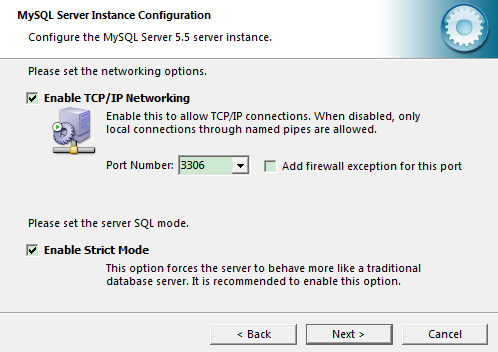 MySQL Server Instance Configuration
Configure the MySQL Server 5.5 server instance.
Please set the networking options.
Enable TCP/IP Networking
Enable this to allow TCP/IP connections. When disabled, only
local connections through named pipes are allowed.
Port Number: 3306 Add firewall exception for this port
Please set the server SQL mode.
Enable Strict Mode
This option forces the server to behave more like a traditional
database server. It is recommended to enable this option.
< Back Next > Cancel